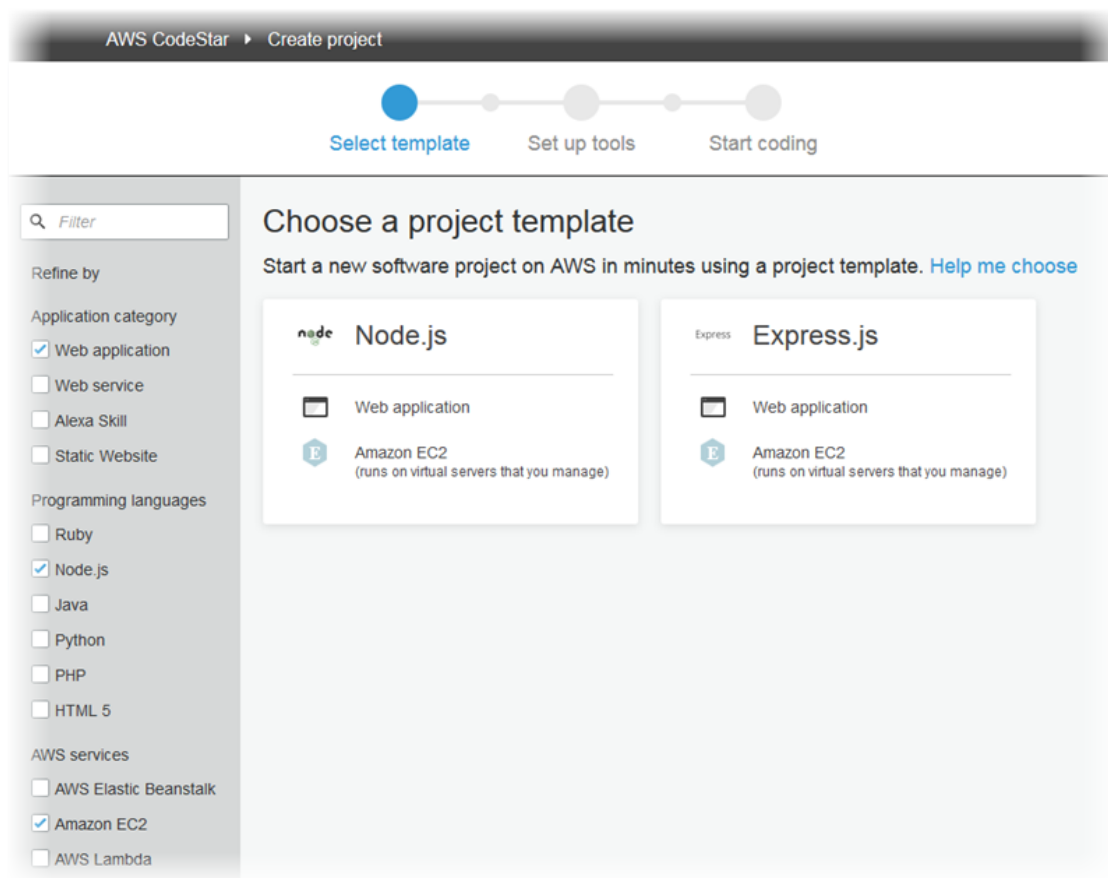 AWS CodeStar ▸ Create project
Select template
Set up tools
Start coding
Filter
Refine by
Application category
Web application
Web service
Alexa Skill
Static Website
Programming languages
Ruby
Node.js
Java
Python
PHP
HTML 5
AWS services
AWS Elastic Beanstalk
Amazon EC2
AWS Lambda
Choose a project template
Start a new software project on AWS in minutes using a project template. Help me choose
node Node.js
Web application
E
Amazon EC2
(runs on virtual servers that you manage)
Express Express.js
Web application
E
Amazon EC2
(runs on virtual servers that you manage)